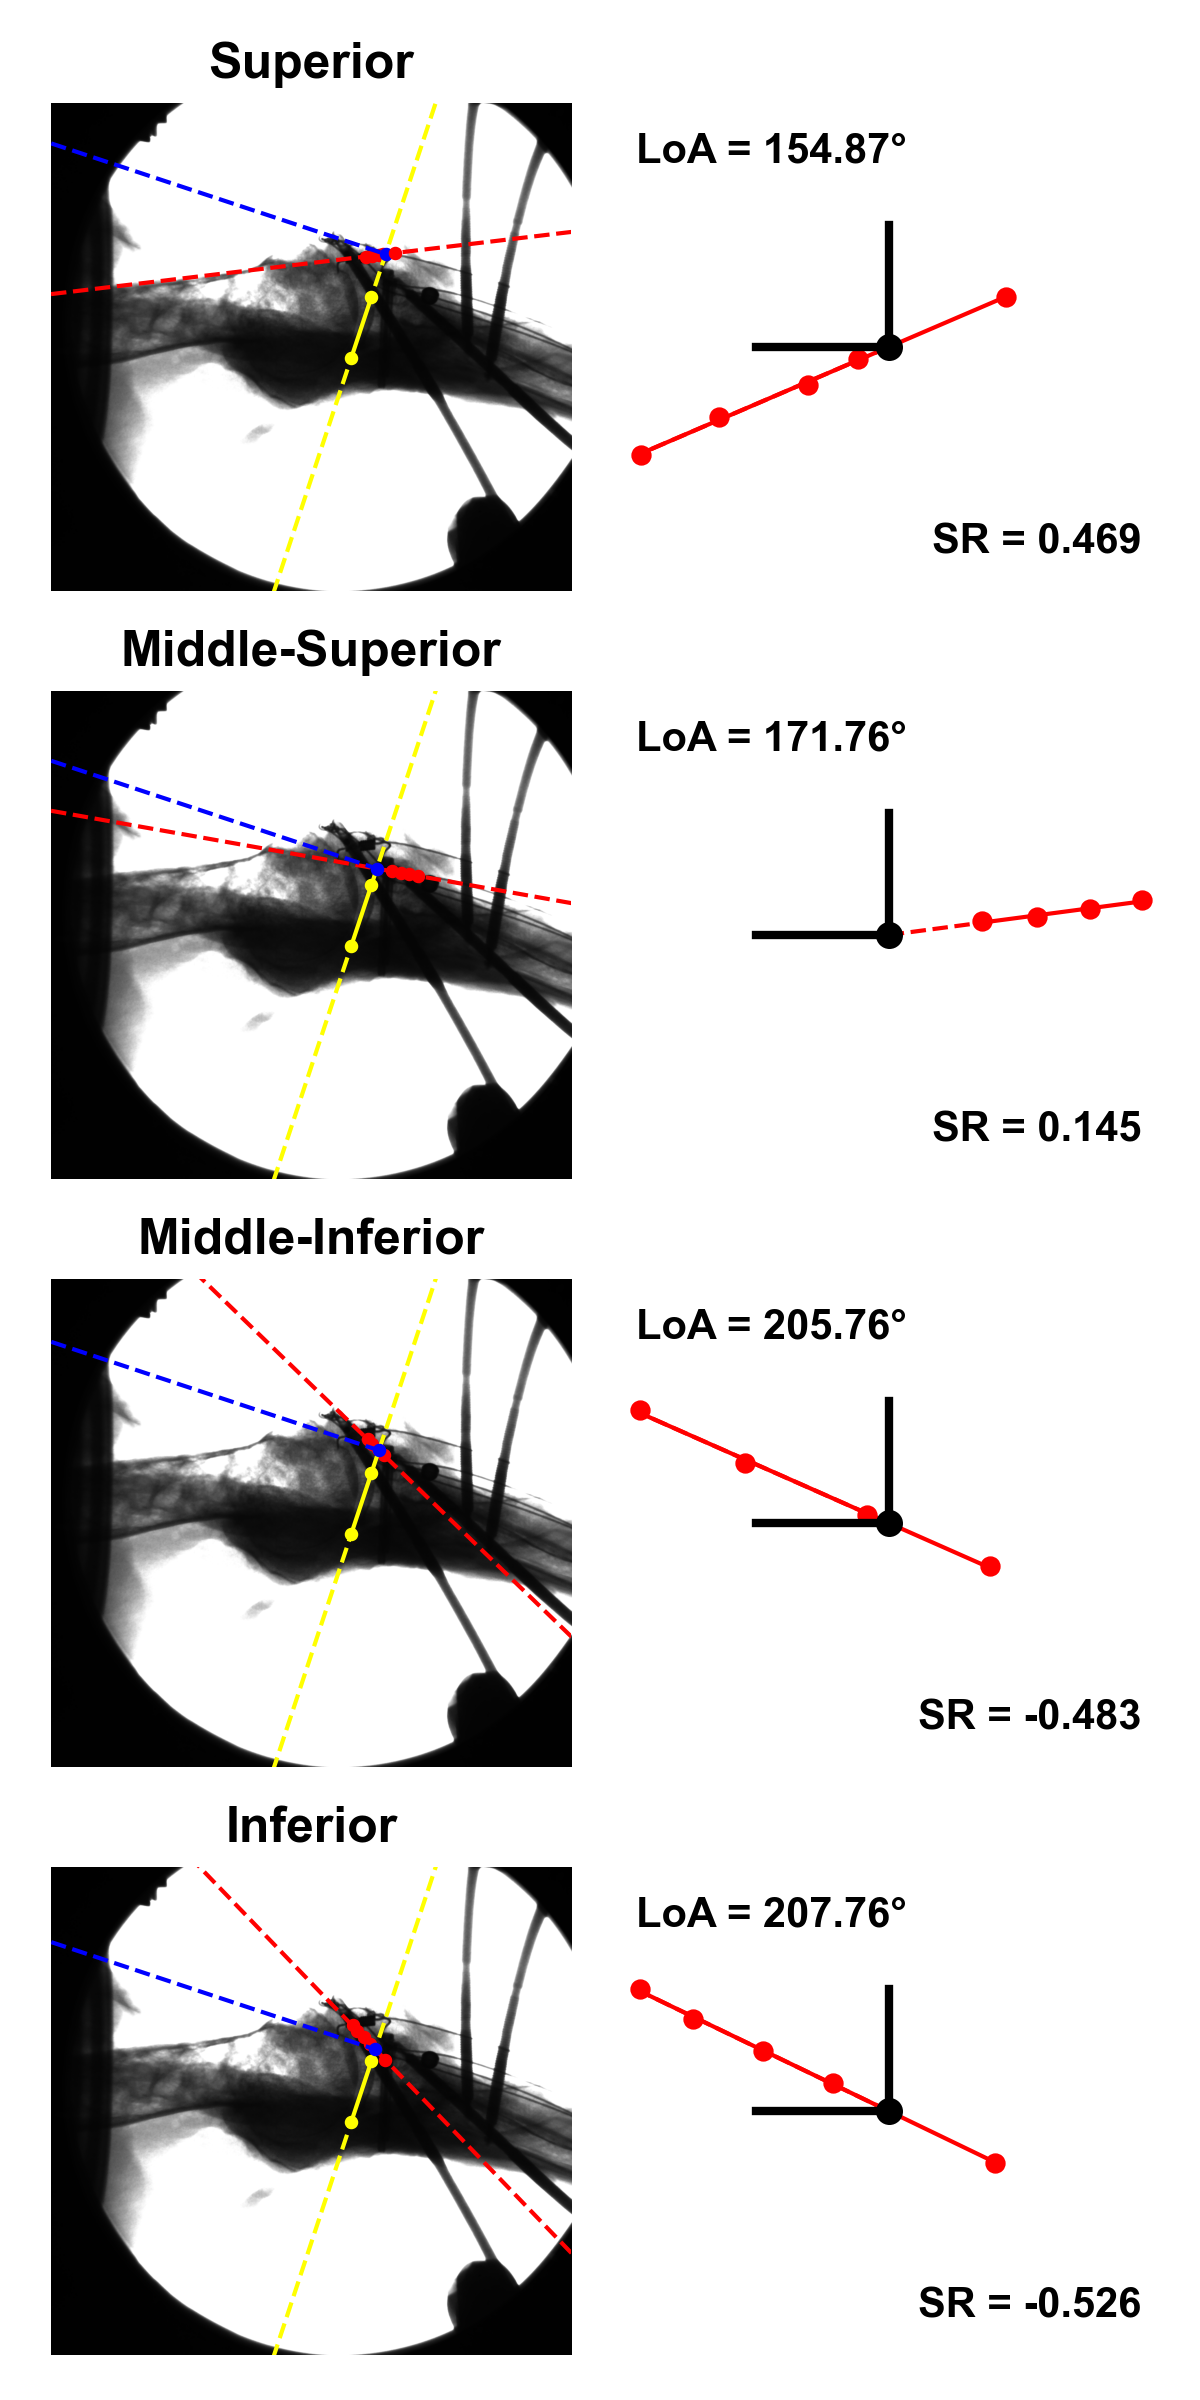 Superior
LoA = 154.87°
SR = 0.469
Middle-Superior
LoA = 171.76°
SR = 0.145
Middle-Inferior
LoA = 205.76°
SR = -0.483
Inferior
LoA = 207.76°
SR = -0.526